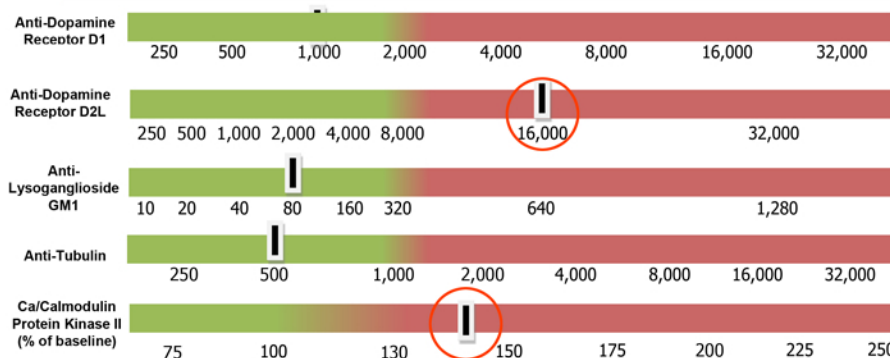 Anti-Dopamine
Receptor D1
250 500 1,000 2,000 4,000 8,000 16,000 32,000
Anti-Dopamine
Receptor D2L
250 500 1,000 2,000 4,000 8,000 16,000 32,000
Anti-
Lysoganglioside
GM1
10 20 40 80 160 320 640 1,280
Anti-Tubulin
250 500 1,000 2,000 4,000 8,000 16,000 32,000
Ca/Calmodulin
Protein Kinase II
(% of baseline)
75 100 130 150 175 200 225 250